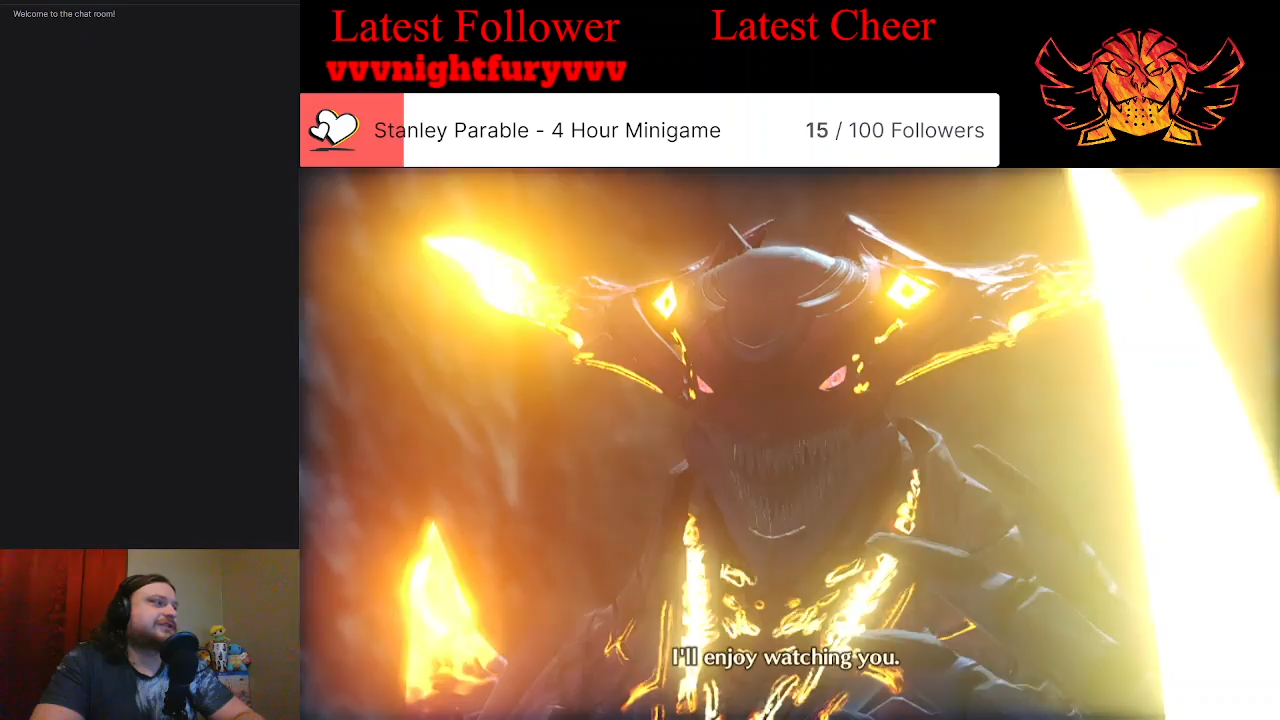 Welcome to the chat room!
Latest Follower
vvvnightfuryvvv
Latest Cheer
Stanley Parable - 4 Hour Minigame
15 / 100 Followers
I'll enjoy watching you.